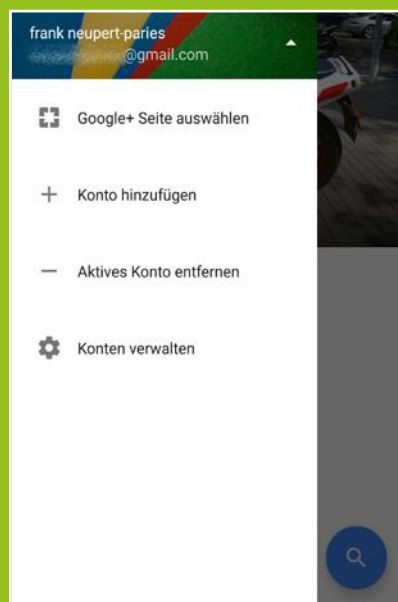 frank neupert-paries
@gmail.com
Google+ Seite auswählen
Konto hinzufügen
Aktives Konto entfernen
Konten verwalten